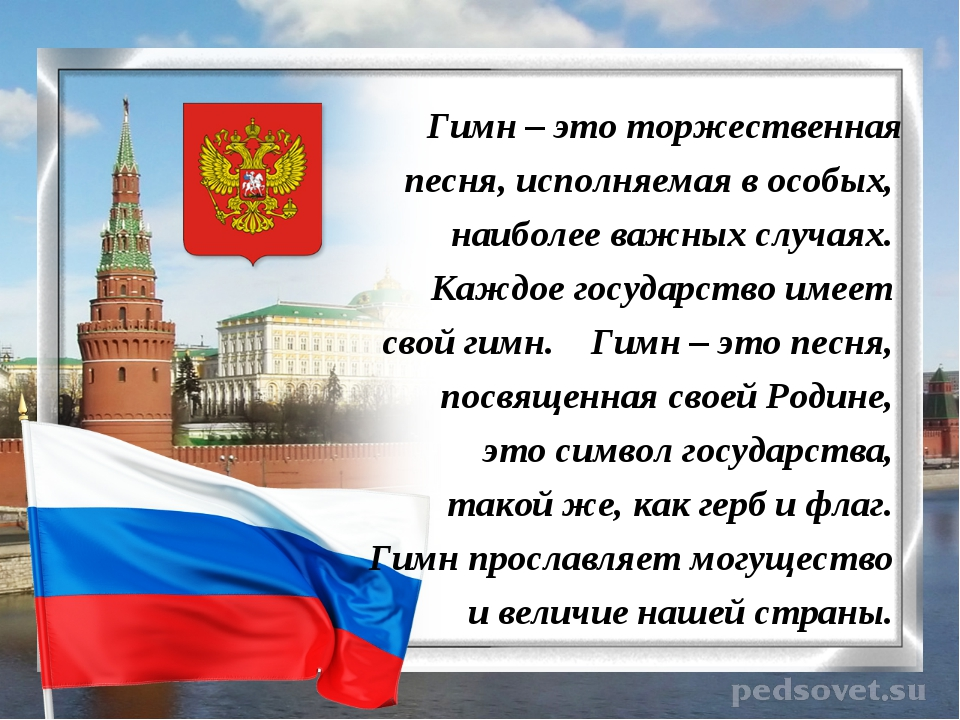 Гимн – это торжественная
песня, исполняемая в особых,
наиболее важных случаях.
Каждое государство имеет
свой гимн. Гимн – это песня,
посвященная своей Родине,
это символ государства,
такой же, как герб и флаг.
Гимн прославляет могущество
и величие нашей страны.
pedsovet.su